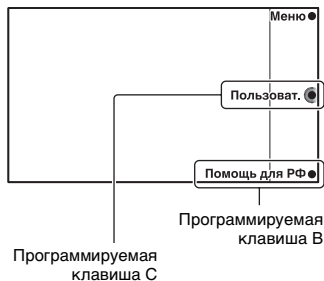 Меню
Пользоват.
Помощь для РФ
Программируемая
клавиша B
Программируемая
клавиша C